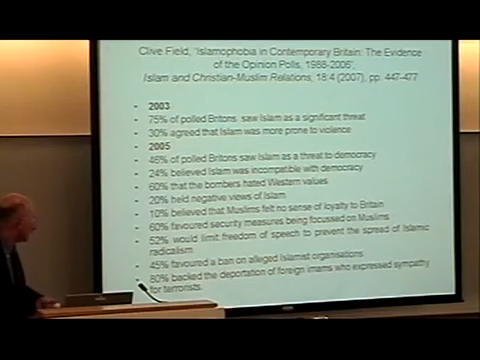 Clive Field, 'Islamophobia in Contemporary Britain: The Evidence
of the Opinion Polls, 1988-2006',
Islam and Christian-Muslim Relations, 18:4 (2007), pp. 447-477
- 2003
- 75% of polled Britons saw Islam as a significant threat
- 30% agreed that Islam was more prone to violence
- 2005
- 46% of polled Britons saw Islam as a threat to democracy
- 24% believed Islam was incompatible with democracy
- 60% that the bombers hated Western values
- 20% held negative views of Islam
- 10% believed that Muslims felt no sense of loyalty to Britain
- 60% favoured security measures being focussed on Muslims
- 52% would limit freedom of speech to prevent the spread of Islamic
radicalism
- 45% favoured a ban on alleged Islamist organisations
- 80% backed the deportation of foreign imams who expressed sympathy
for terrorists.